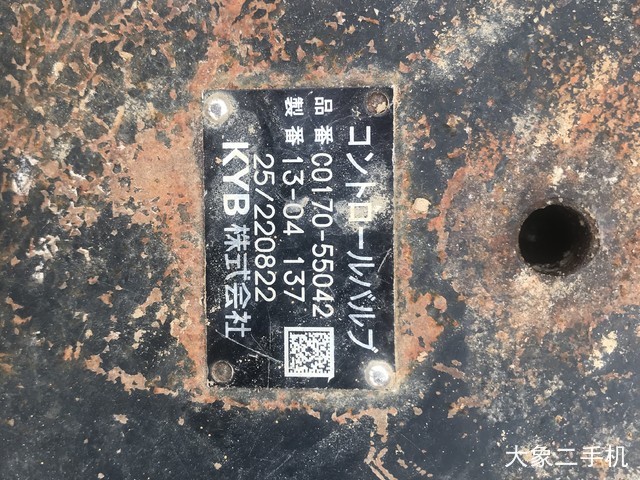 コントロールバルブ
品番 C0170-55042
製番 13-04 137
25/220822
KYB 株式会社
大象二手机